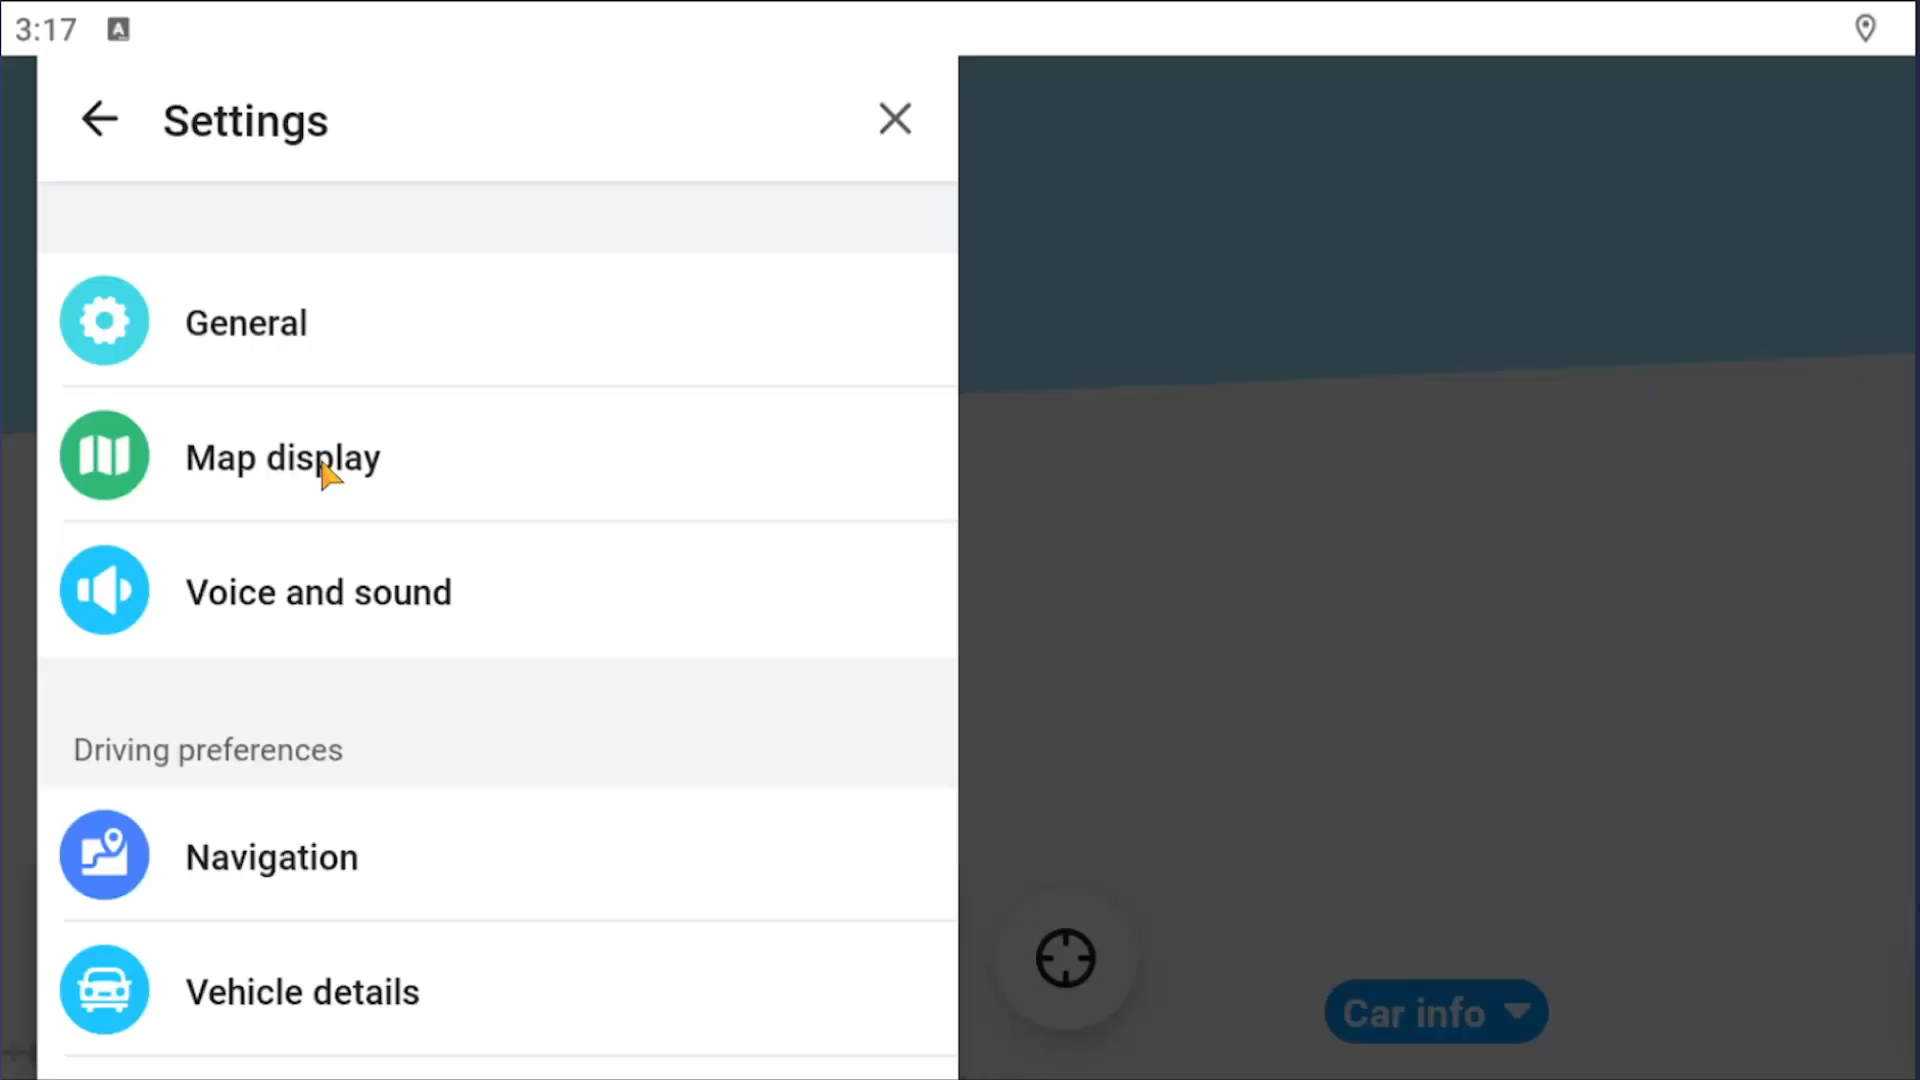 3:17
A
Settings
General
Map display
Voice and sound
Driving preferences
Navigation
Vehicle details
Car info